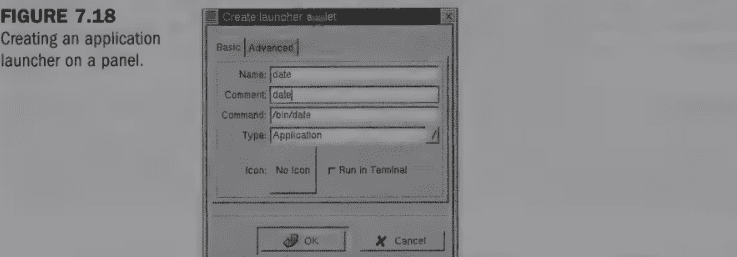 FIGURE 7.18
Creating an application
launcher on a panel.
Create launcher applet
Basic
Advanced
Name: date
Comment: date
Command: /bin/date
Type: Application
Icon: No Icon
Run in Terminal
OK
Cancel